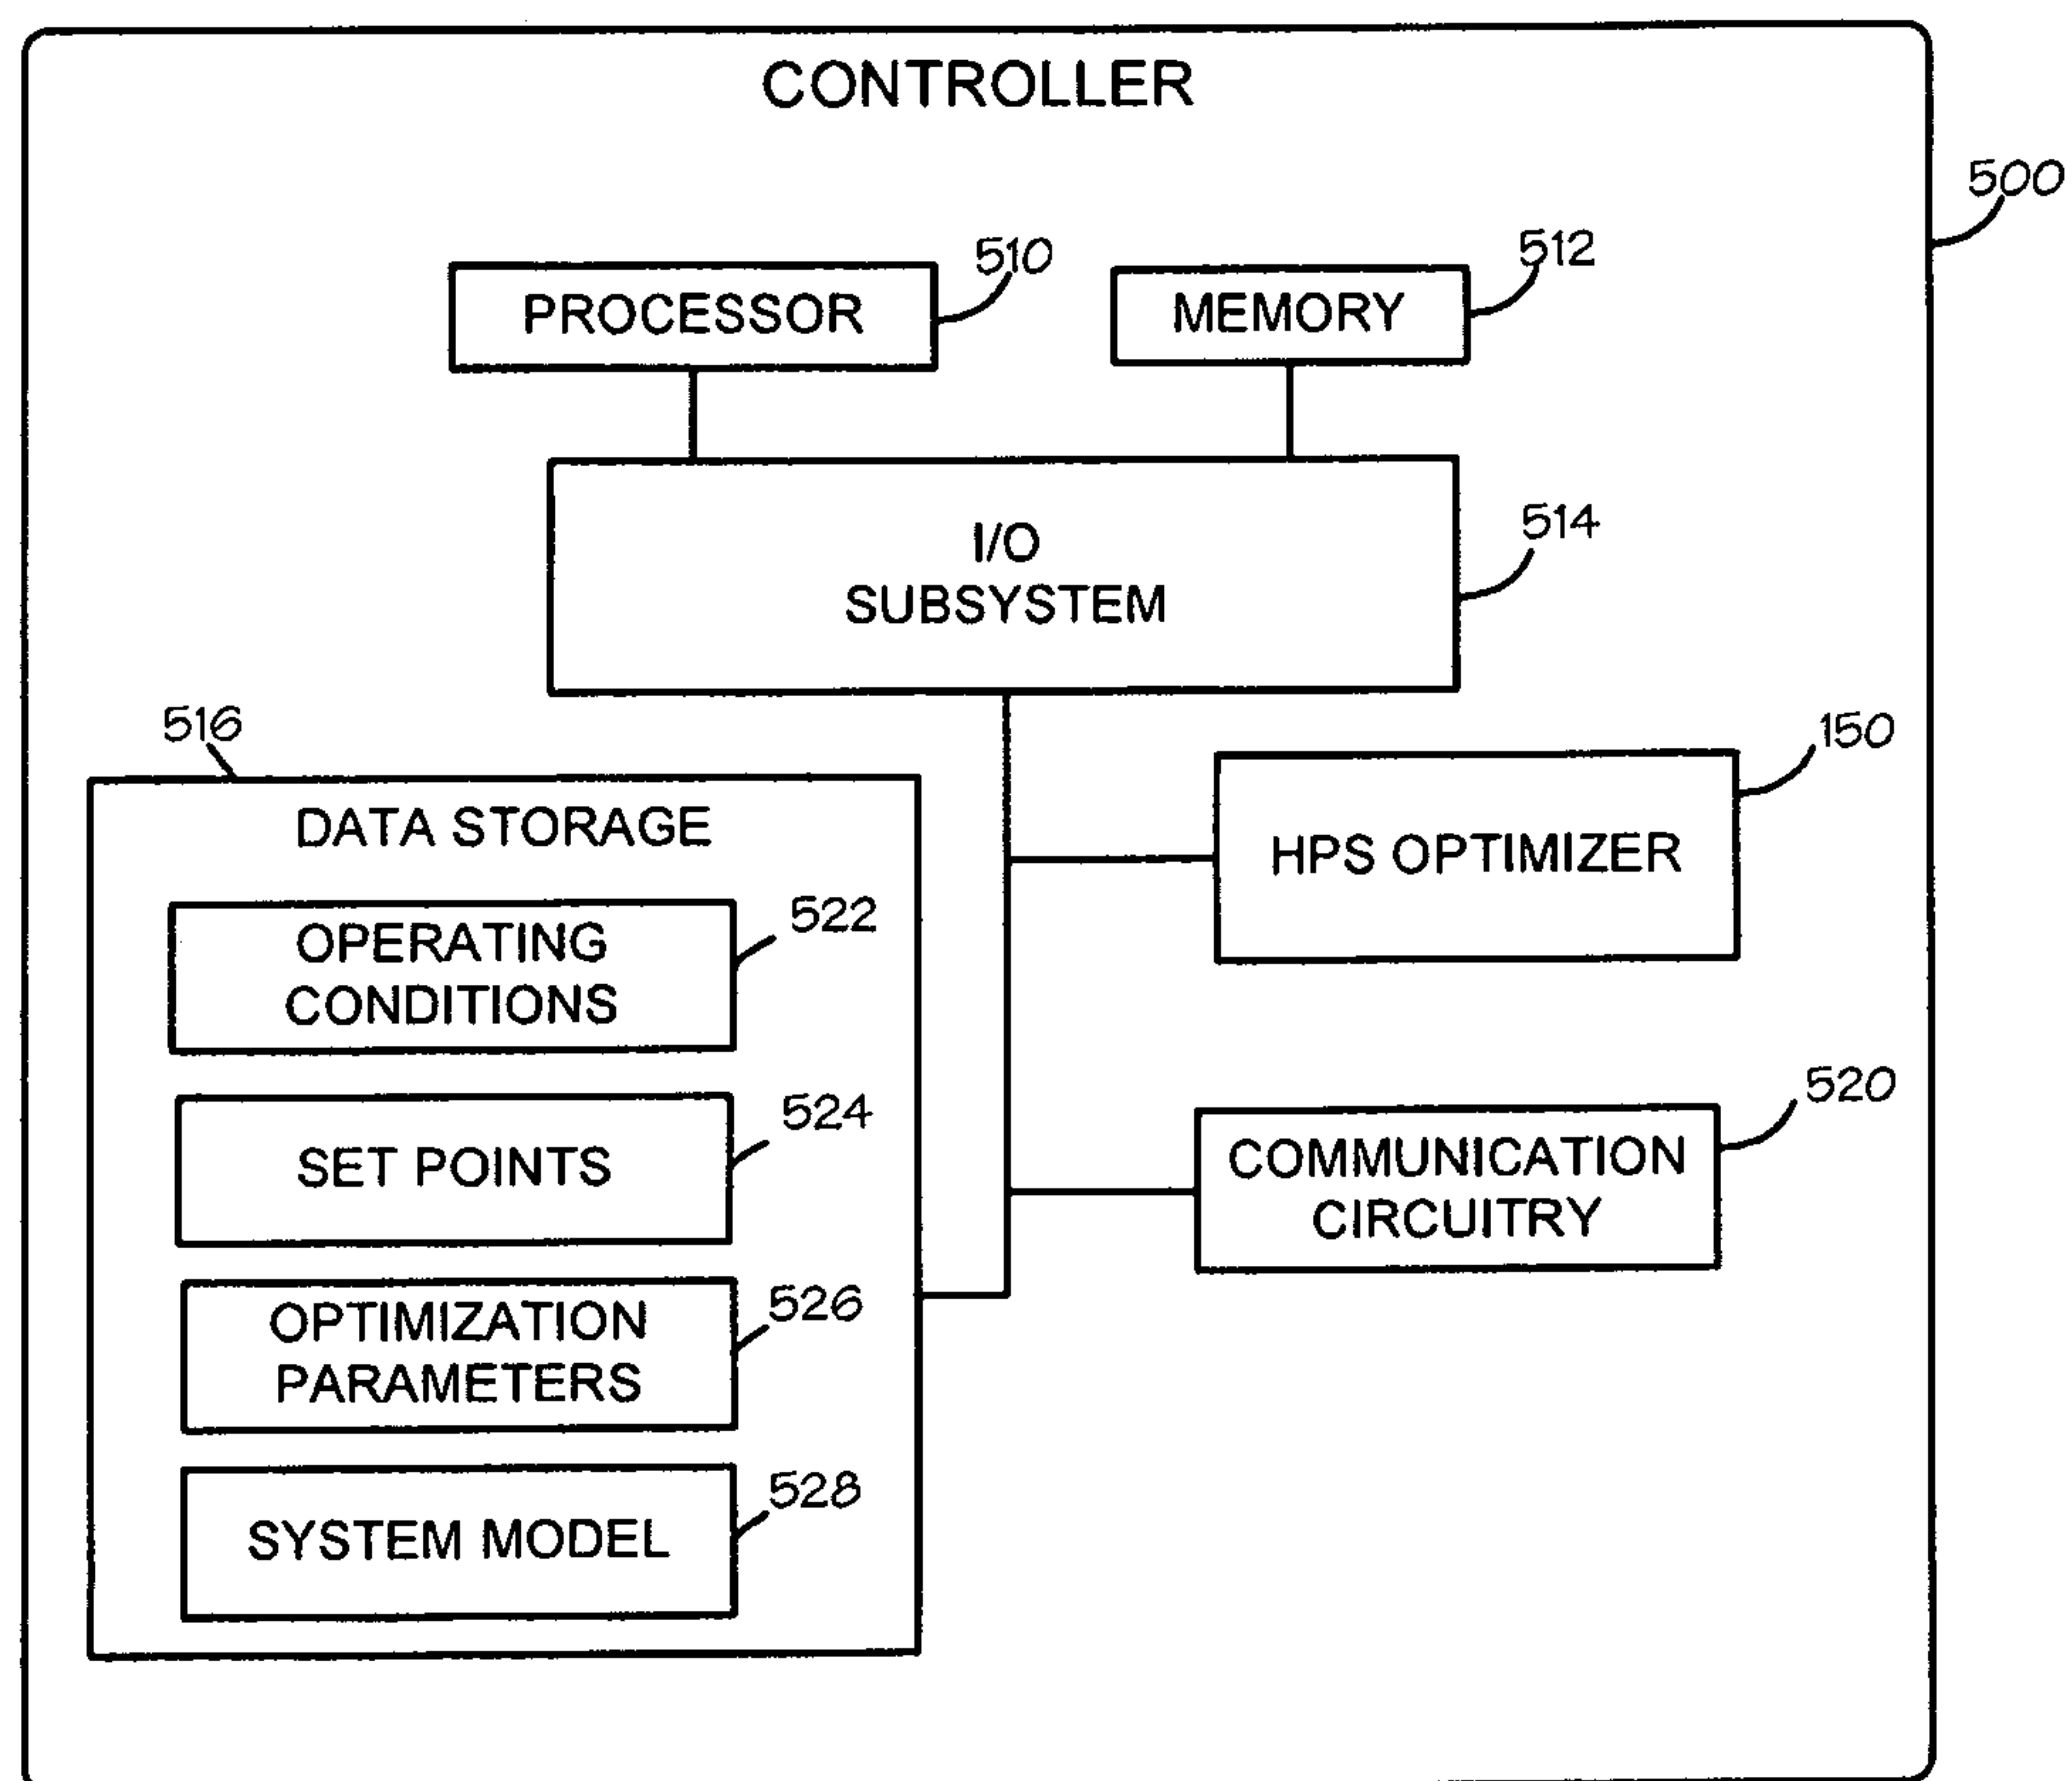 CONTROLLER
500
510
512
PROCESSOR
MEMORY
514
I/O
SUBSYSTEM
516
150
DATA STORAGE
HPS OPTIMIZER
522
OPERATING
CONDITIONS
524
SET POINTS
520
COMMUNICATION
CIRCUITRY
526
OPTIMIZATION
PARAMETERS
528
SYSTEM MODEL